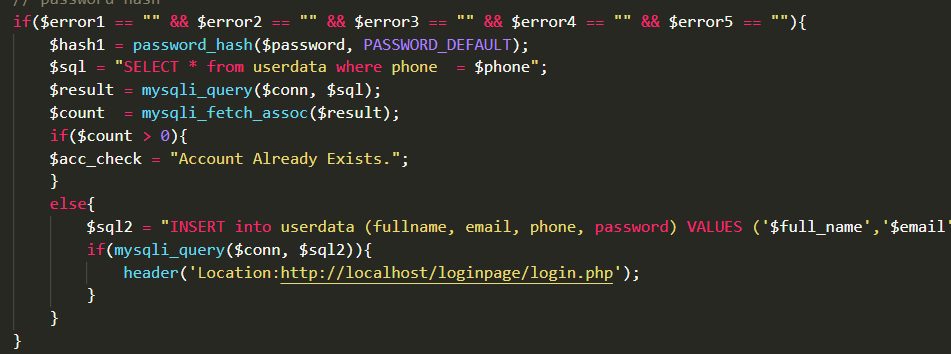 // password hash
if($error1 == "" && $error2 == "" && $error3 == "" && $error4 == "" && $error5 == ""){
$hash1 = password_hash($password, PASSWORD_DEFAULT);
$sql = "SELECT * from userdata where phone  = $phone";
$result = mysqli_query($conn, $sql);
$count  = mysqli_fetch_assoc($result);
if($count > 0){
$acc_check = "Account Already Exists.";
}
else{
$sql2 = "INSERT into userdata (fullname, email, phone, password) VALUES ('$full_name','$email'
if(mysqli_query($conn, $sql2)){
header('Location:http://localhost/loginpage/login.php');
}
}
}